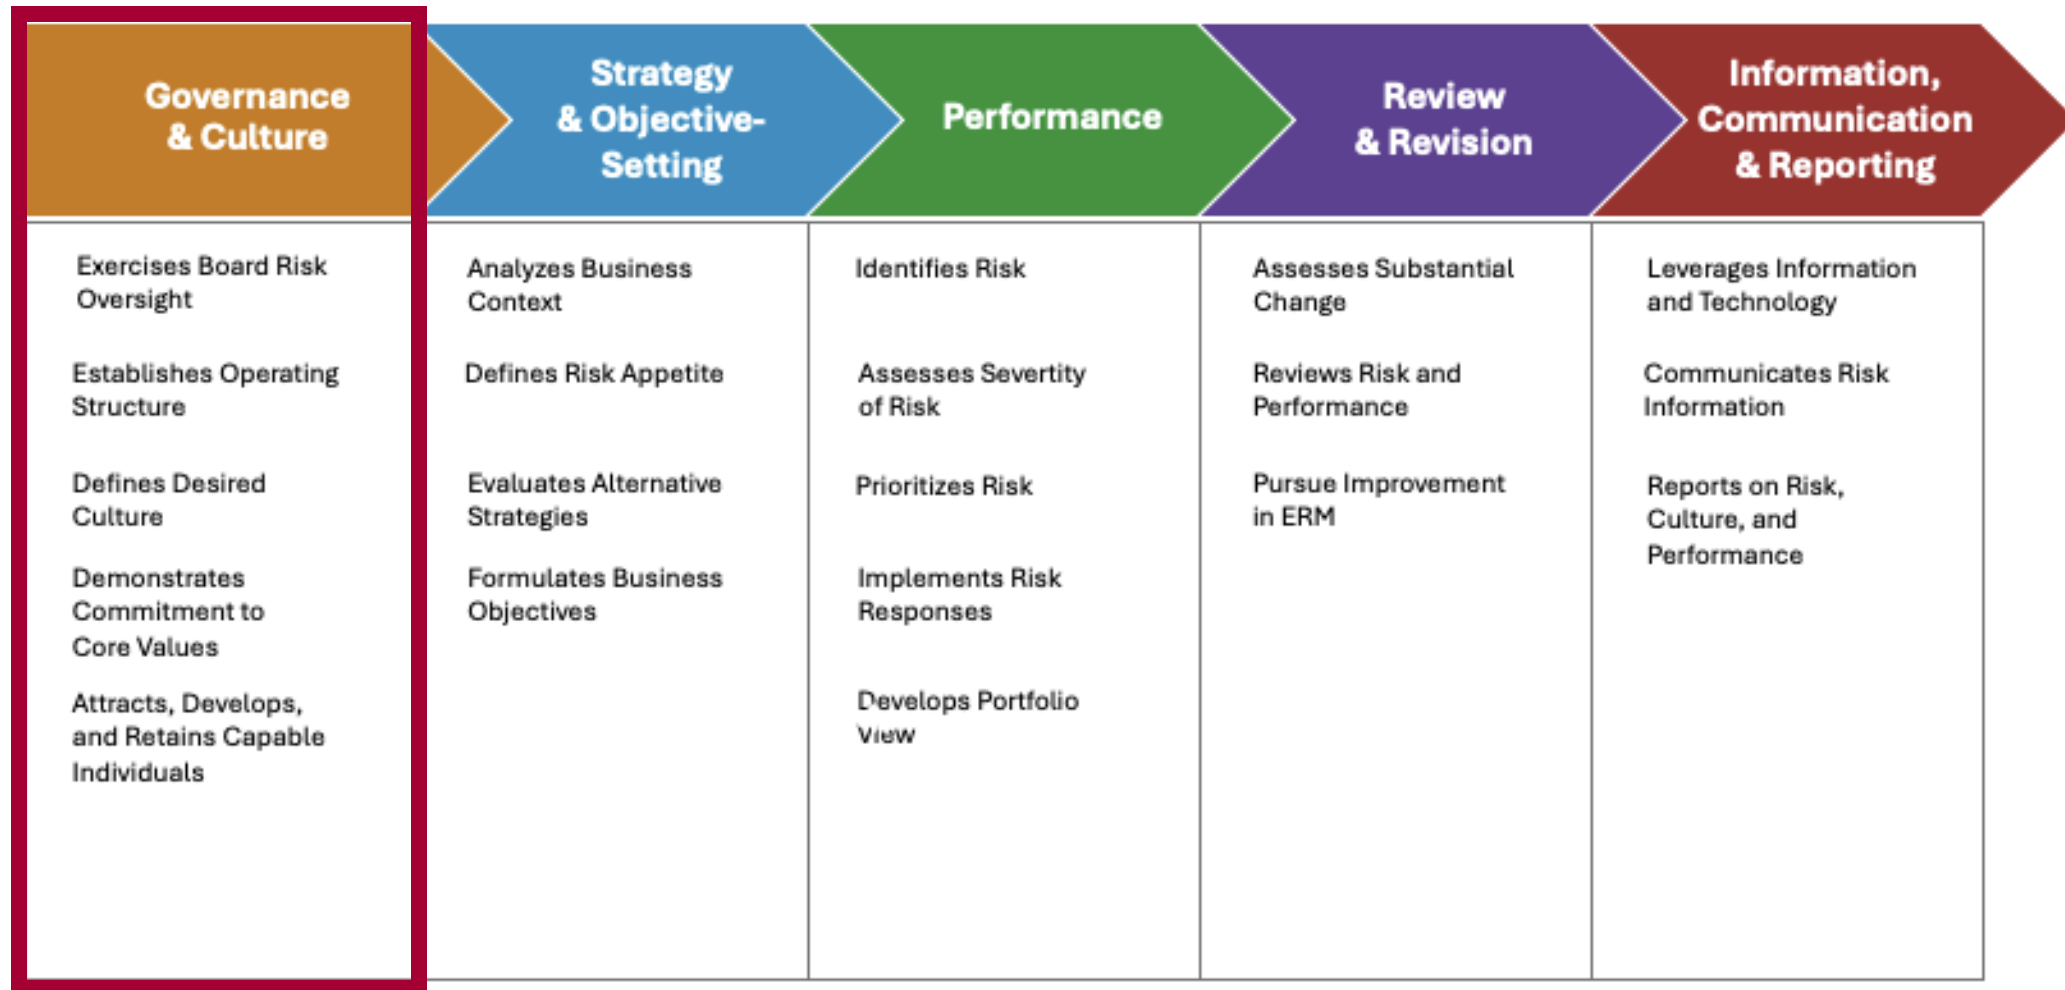 Governance
& Culture
Strategy
& Objective-
Setting
Performance
Review
& Revision
Information,
Communication
& Reporting
Exercises Board Risk
Oversight
Establishes Operating
Structure
Defines Desired
Culture
Demonstrates
Commitment to
Core Values
Attracts, Develops,
and Retains Capable
Individuals
Analyzes Business
Context
Defines Risk Appetite
Evaluates Alternative
Strategies
Formulates Business
Objectives
Identifies Risk
Assesses Severtity
of Risk
Prioritizes Risk
Implements Risk
Responses
Develops Portfolio
View
Assesses Substantial
Change
Reviews Risk and
Performance
Pursue Improvement
in ERM
Leverages Information
and Technology
Communicates Risk
Information
Reports on Risk,
Culture, and
Performance